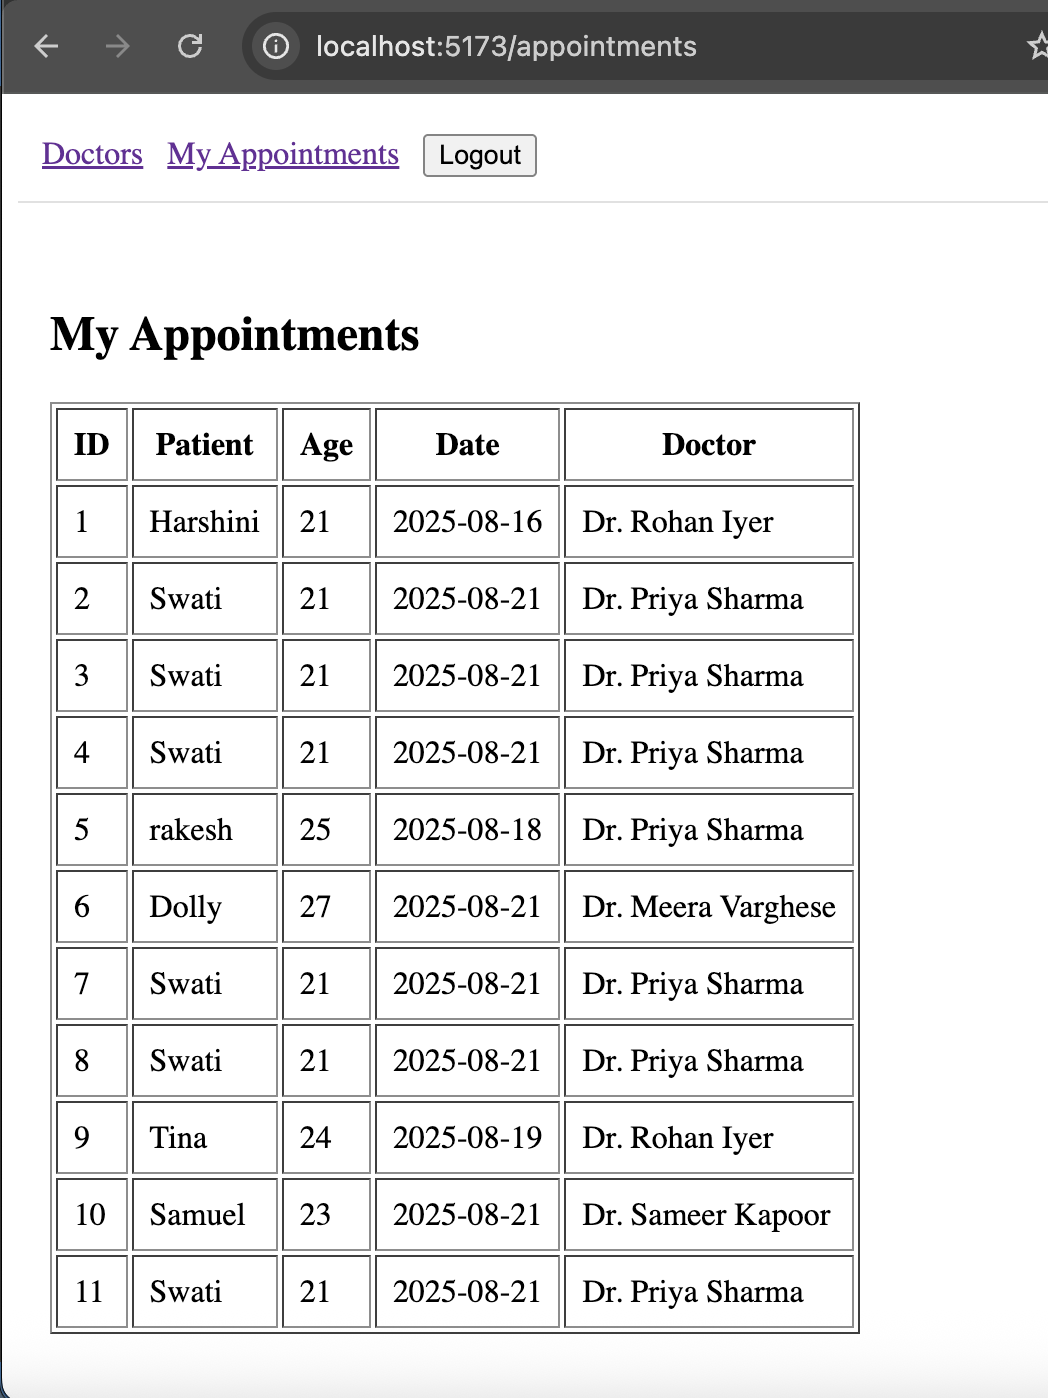 localhost:5173/appointments
Doctors My Appointments Logout
My Appointments
ID Patient Age Date Doctor
1 Harshini 21 2025-08-16 Dr. Rohan Iyer
2 Swati 21 2025-08-21 Dr. Priya Sharma
3 Swati 21 2025-08-21 Dr. Priya Sharma
4 Swati 21 2025-08-21 Dr. Priya Sharma
5 rakesh 25 2025-08-18 Dr. Priya Sharma
6 Dolly 27 2025-08-21 Dr. Meera Varghese
7 Swati 21 2025-08-21 Dr. Priya Sharma
8 Swati 21 2025-08-21 Dr. Priya Sharma
9 Tina 24 2025-08-19 Dr. Rohan Iyer
10 Samuel 23 2025-08-21 Dr. Sameer Kapoor
11 Swati 21 2025-08-21 Dr. Priya Sharma